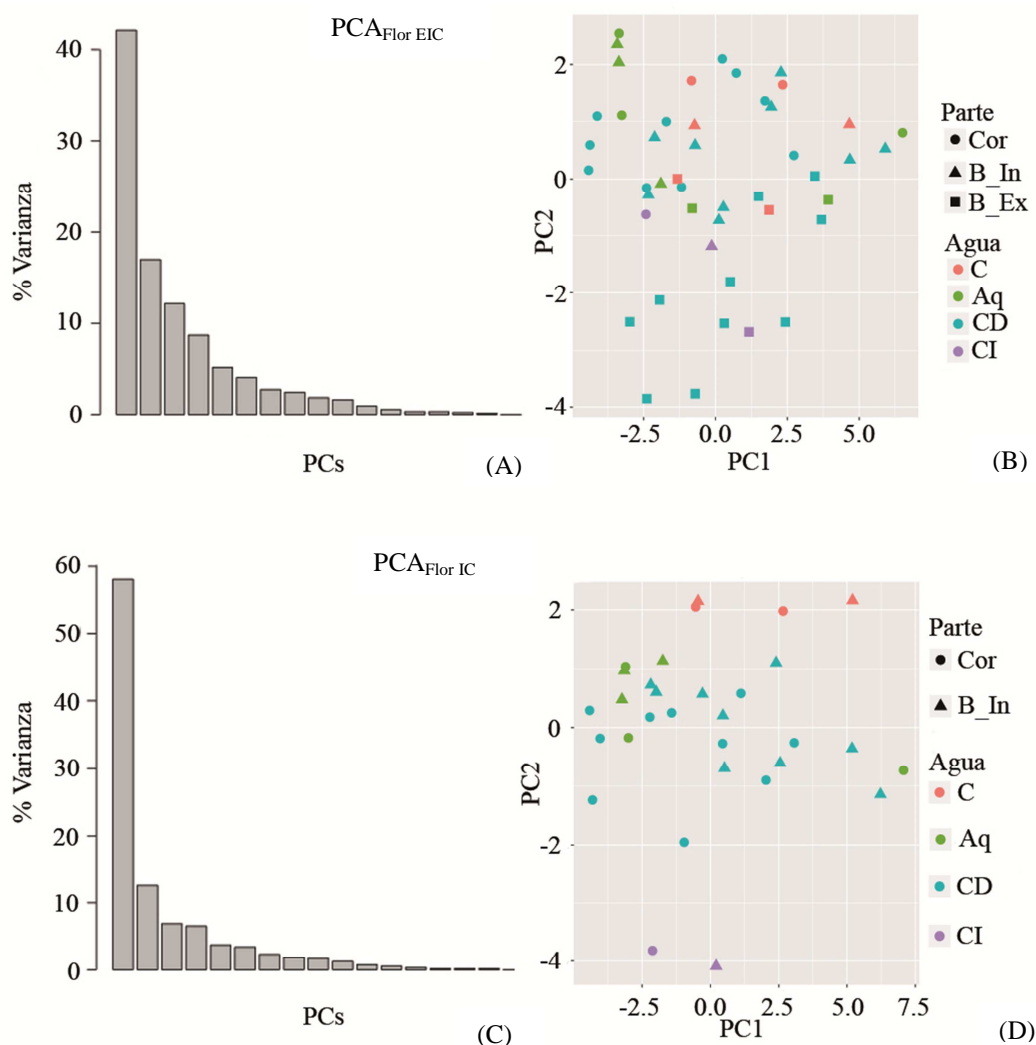 PCA Flor EIC
% Varianza
40
30
20
10
0
PCs
(A)
PC2
2
0
-2
-4
-2.5 0.0 2.5 5.0
PC1
(B)
Parte
Cor
B_In
B_Ex
Agua
C
Aq
CD
CI
PCA Flor IC
% Varianza
60
50
40
30
20
10
0
PCs
(C)
PC2
2
0
-2
-4
-2.5 0.0 2.5 5.0 7.5
PC1
(D)
Parte
Cor
B_In
Agua
C
Aq
CD
CI